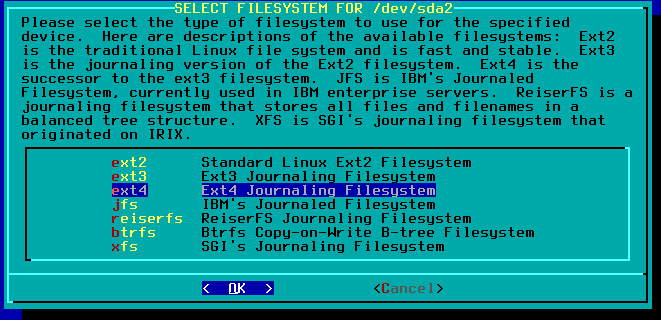 SELECT FILESYSTEM FOR /dev/sda2
Please select the type of filesystem to use for the specified
device.  Here are descriptions of the available filesystems:  Ext2
is the traditional Linux file system and is fast and stable.  Ext3
is the journaling version of the Ext2 filesystem.  Ext4 is the
successor to the ext3 filesystem.  JFS is IBM's Journaled
Filesystem, currently used in IBM enterprise servers.  ReiserFS is a
journaling filesystem that stores all files and filenames in a
balanced tree structure.  XFS is SGI's journaling filesystem that
originated on IRIX.
ext2 Standard Linux Ext2 Filesystem
ext3 Ext3 Journaling Filesystem
ext4 Ext4 Journaling Filesystem
jfs IBM's Journaled Filesystem
reiserfs ReiserFS Journaling Filesystem
btrfs Btrfs Copy-on-Write B-tree Filesystem
xfs SGI's Journaling Filesystem
< OK > <Cancel>